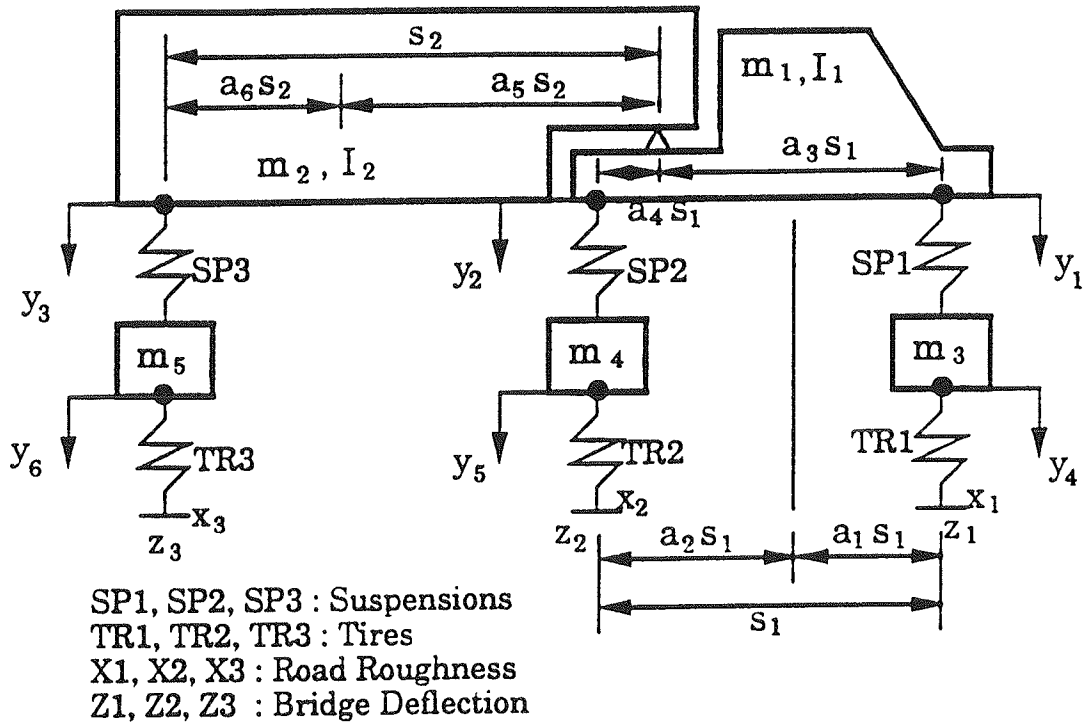 s₂
m₁, I₁
a₆s₂
a₅s₂
a₃s₁
m₂, I₂
a₄s₁
SP3
SP2
SP1
y₃
y₂
y₁
m₅
m₄
m₃
TR3
TR2
TR1
y₆
y₅
y₄
x₃
x₂
x₁
z₃
z₂
z₁
a₂s₁
a₁s₁
s₁
SP1, SP2, SP3 : Suspensions
TR1, TR2, TR3 : Tires
X1, X2, X3 : Road Roughness
Z1, Z2, Z3 : Bridge Deflection